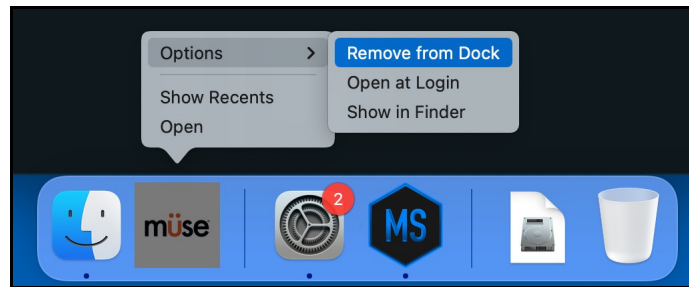 Options
Show Recents
Open
Remove from Dock
Open at Login
Show in Finder
müse
2
MS